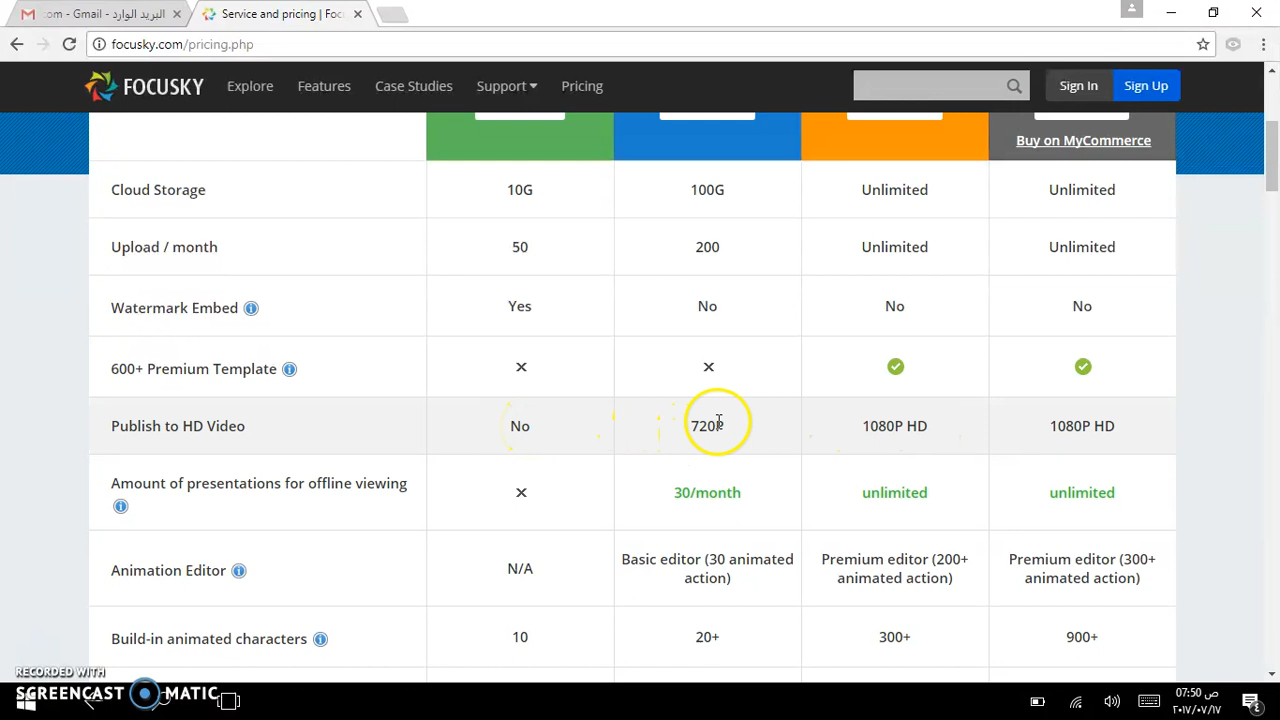 com - Gmail - البريد الوارد
Service and pricing | Foc
focusky.com/pricing.php
FOCUSKY
Explore
Features
Case Studies
Support
Pricing
Sign In
Sign Up
Buy on MyCommerce
Cloud Storage 10G 100G Unlimited Unlimited
Upload / month 50 200 Unlimited Unlimited
Watermark Embed Yes No No No
600+ Premium Template
Publish to HD Video No 720P 1080P HD 1080P HD
Amount of presentations for offline viewing 30/month unlimited unlimited
Animation Editor N/A Basic editor (30 animated action) Premium editor (200+ animated action) Premium editor (300+ animated action)
Build-in animated characters 10 20+ 300+ 900+
RECORDED WITH
SCREENCAST MATIC
07:50 ص
٢٠١٧/٠٧/١٧
٤